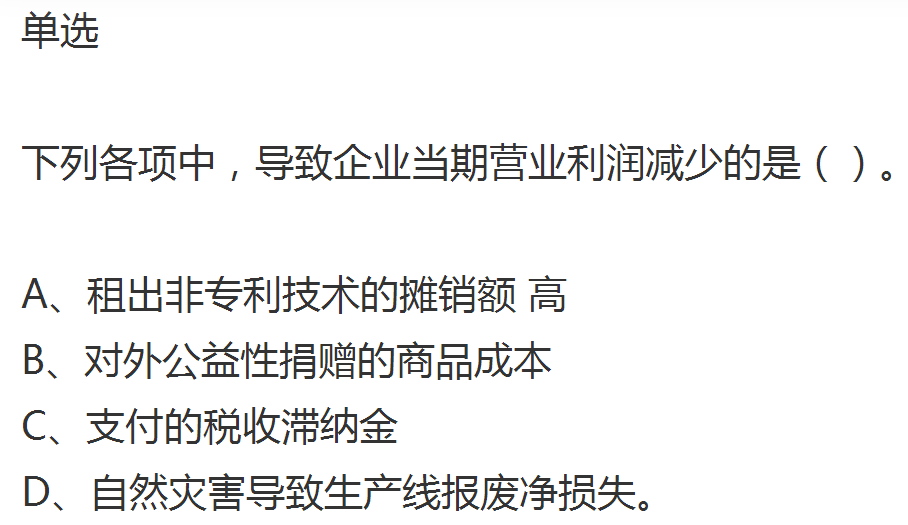 单选
下列各项中，导致企业当期营业利润减少的是（ ）。
A、租出非专利技术的摊销额 高
B、对外公益性捐赠的商品成本
C、支付的税收滞纳金
D、自然灾害导致生产线报废净损失。